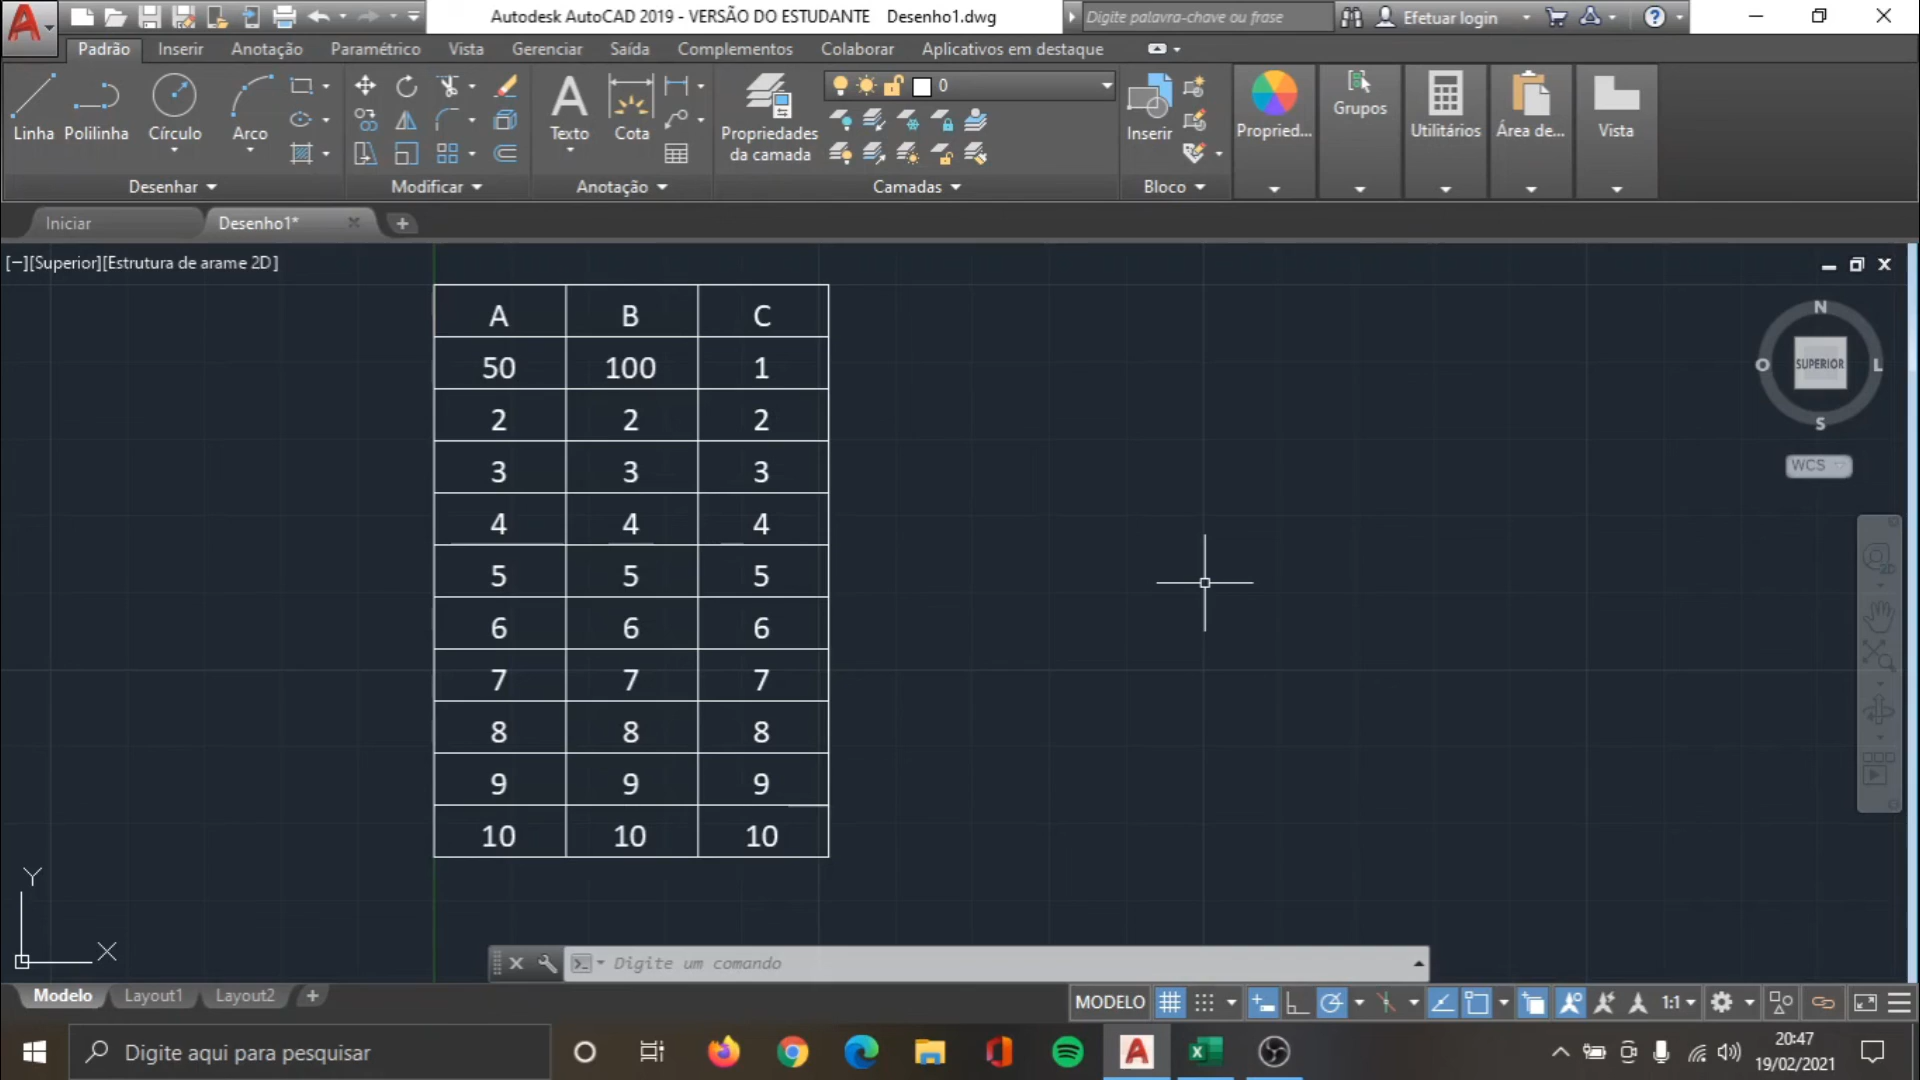 Autodesk AutoCAD 2019 - VERSÃO DO ESTUDANTE Desenho1.dwg
Digite palavra-chave ou frase
Efetuar login
Padrão Inserir Anotação Paramétrico Vista Gerenciar Saída Complementos Colaborar Aplicativos em destaque
Linha Polilinha Círculo Arco
Texto Cota
Propriedades da camada
0
Inserir
Propried... Grupos Utilitários Área de... Vista
Desenhar Modificar Anotação Camadas Bloco
Iniciar Desenho1*
[−][Superior][Estrutura de arame 2D]
A B C
50 100 1
2 2 2
3 3 3
4 4 4
5 5 5
6 6 6
7 7 7
8 8 8
9 9 9
10 10 10
N
O SUPERIOR L
S
WCS
2D
Y
X
Digite um comando
Modelo Layout1 Layout2
MODELO 1:1
Digite aqui para pesquisar
20:47
19/02/2021